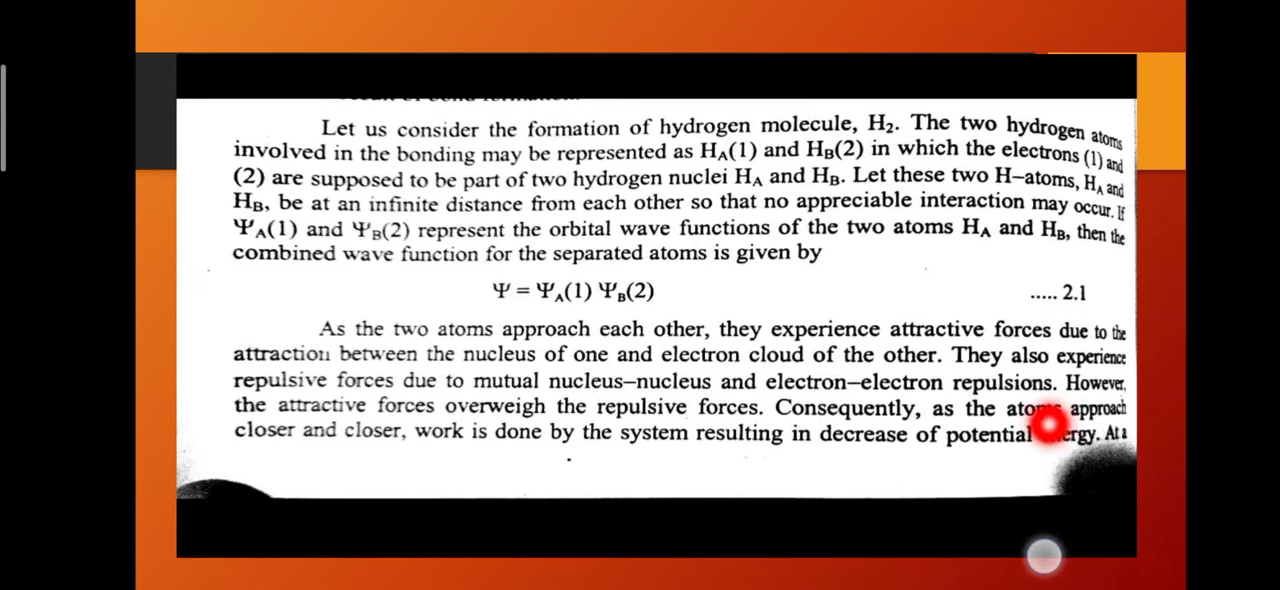 Let us consider the formation of hydrogen molecule, H₂. The two hydrogen atoms
involved in the bonding may be represented as H_A(1) and H_B(2) in which the electrons (1) and
(2) are supposed to be part of two hydrogen nuclei H_A and H_B. Let these two H–atoms, H_A and
H_B, be at an infinite distance from each other so that no appreciable interaction may occur. If
Ψ_A(1) and Ψ_B(2) represent the orbital wave functions of the two atoms H_A and H_B, then the
combined wave function for the separated atoms is given by
Ψ = Ψ_A(1) Ψ_B(2) ..... 2.1
As the two atoms approach each other, they experience attractive forces due to the
attraction between the nucleus of one and electron cloud of the other. They also experience
repulsive forces due to mutual nucleus–nucleus and electron–electron repulsions. However,
the attractive forces overweigh the repulsive forces. Consequently, as the atoms approach
closer and closer, work is done by the system resulting in decrease of potential energy. At a